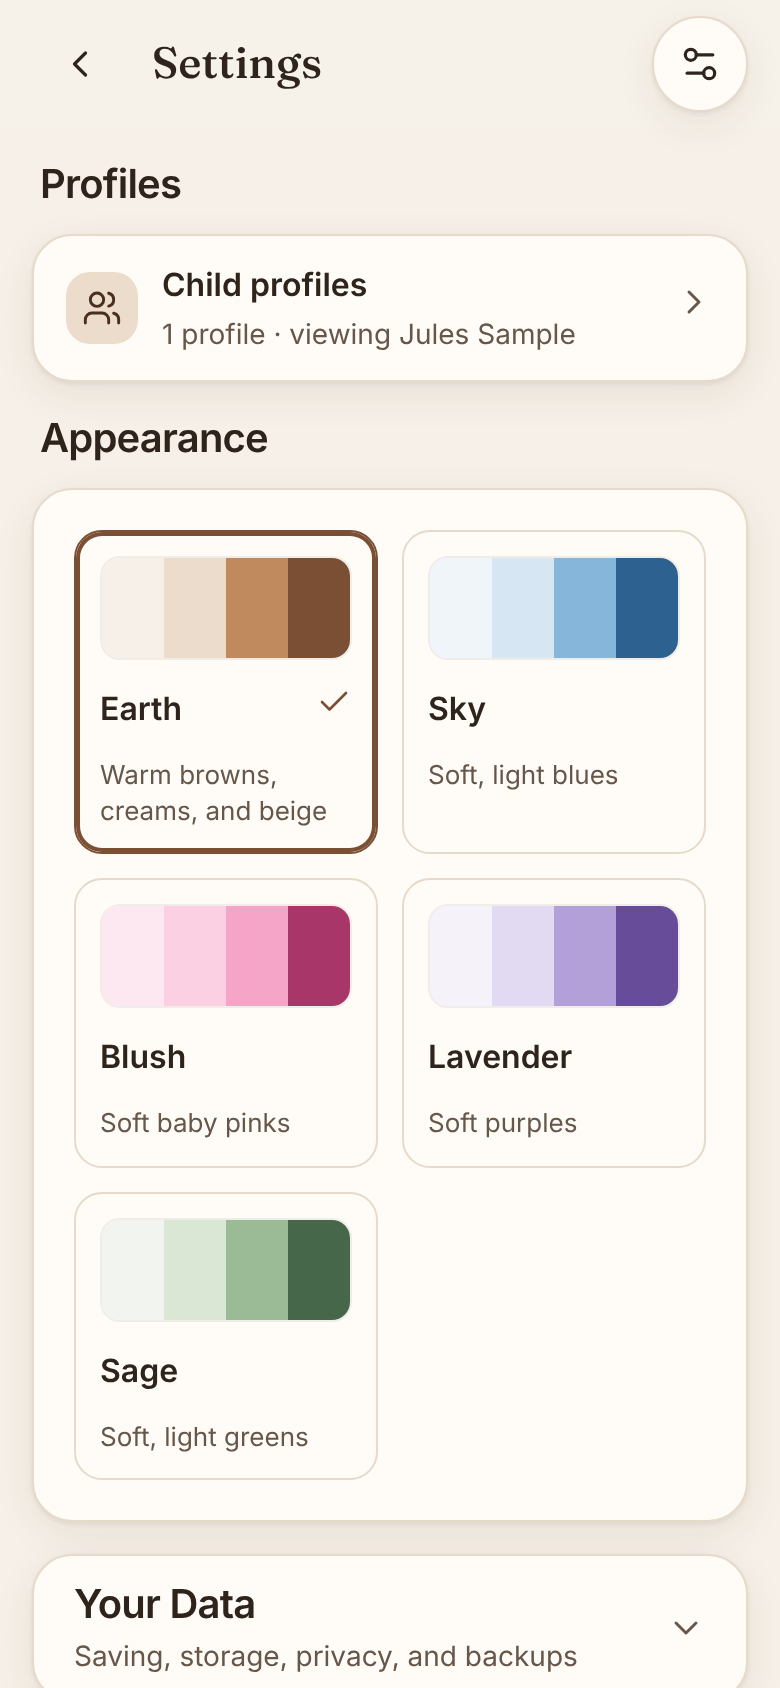 Settings
Profiles
Child profiles
1 profile · viewing Jules Sample
Appearance
Earth
Warm browns,
creams, and beige
Sky
Soft, light blues
Blush
Soft baby pinks
Lavender
Soft purples
Sage
Soft, light greens
Your Data
Saving, storage, privacy, and backups